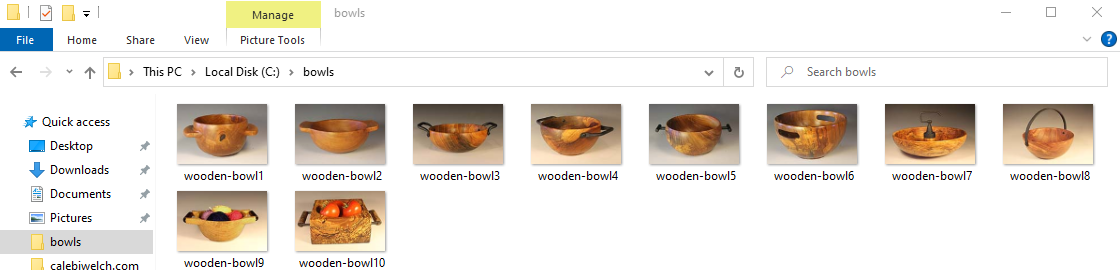 Manage
bowls
File
Home
Share
View
Picture Tools
This PC
Local Disk (C:)
bowls
Search bowls
Quick access
Desktop
Downloads
Documents
Pictures
bowls
calebiwelch.com
wooden-bowl1
wooden-bowl2
wooden-bowl3
wooden-bowl4
wooden-bowl5
wooden-bowl6
wooden-bowl7
wooden-bowl8
wooden-bowl9
wooden-bowl10